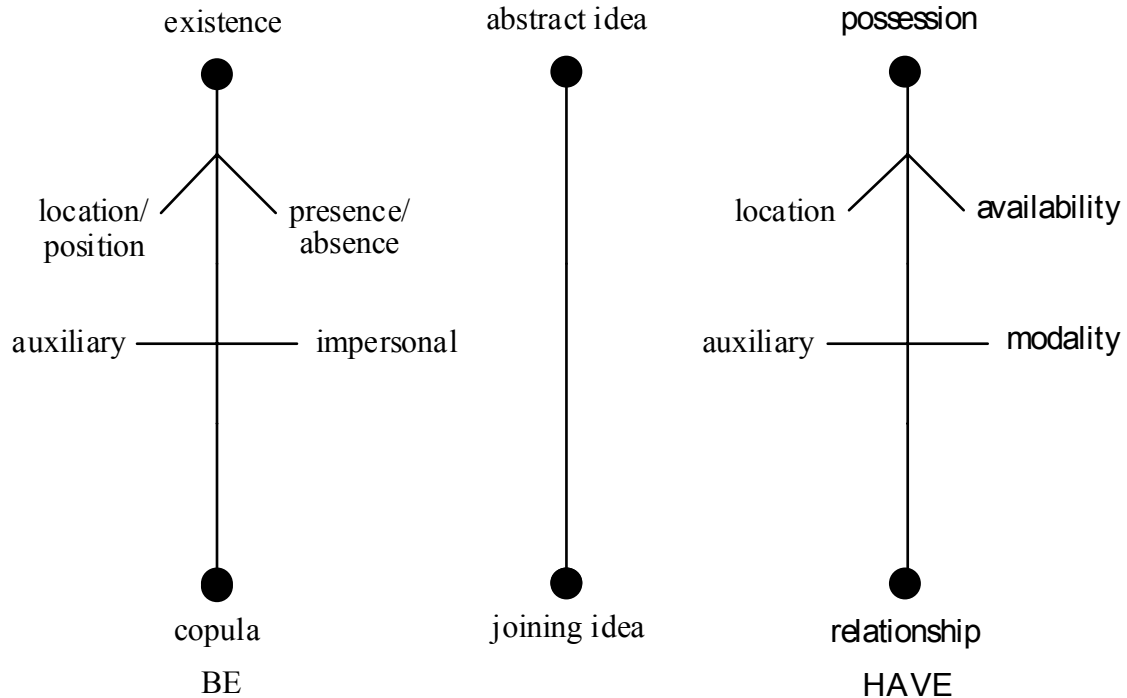 existence
abstract idea
possession
location/
position
presence/
absence
location
availability
auxiliary
impersonal
auxiliary
modality
copula
joining idea
relationship
BE
HAVE